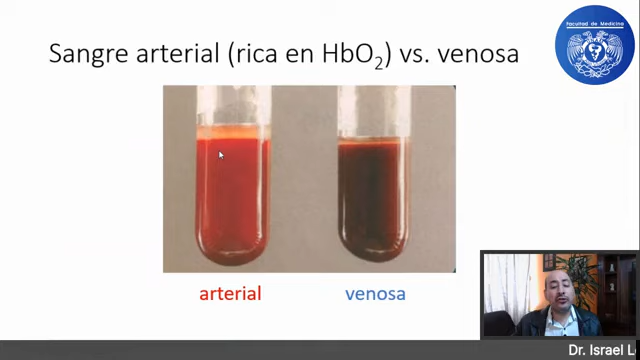 Facultad de Medicina
Sangre arterial (rica en HbO₂) vs. venosa
arterial
venosa
Dr. Israel L